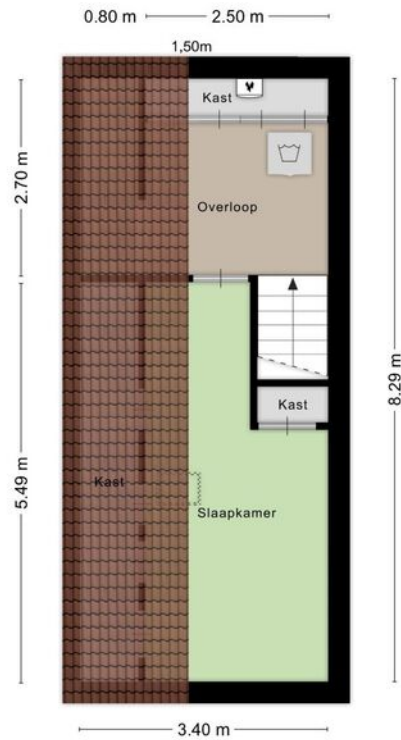 0.80 m 2.50 m
1,50m
Kast
2.70 m
Overloop
8.29 m
Kast
5.49 m
Kast
Slaapkamer
3.40 m